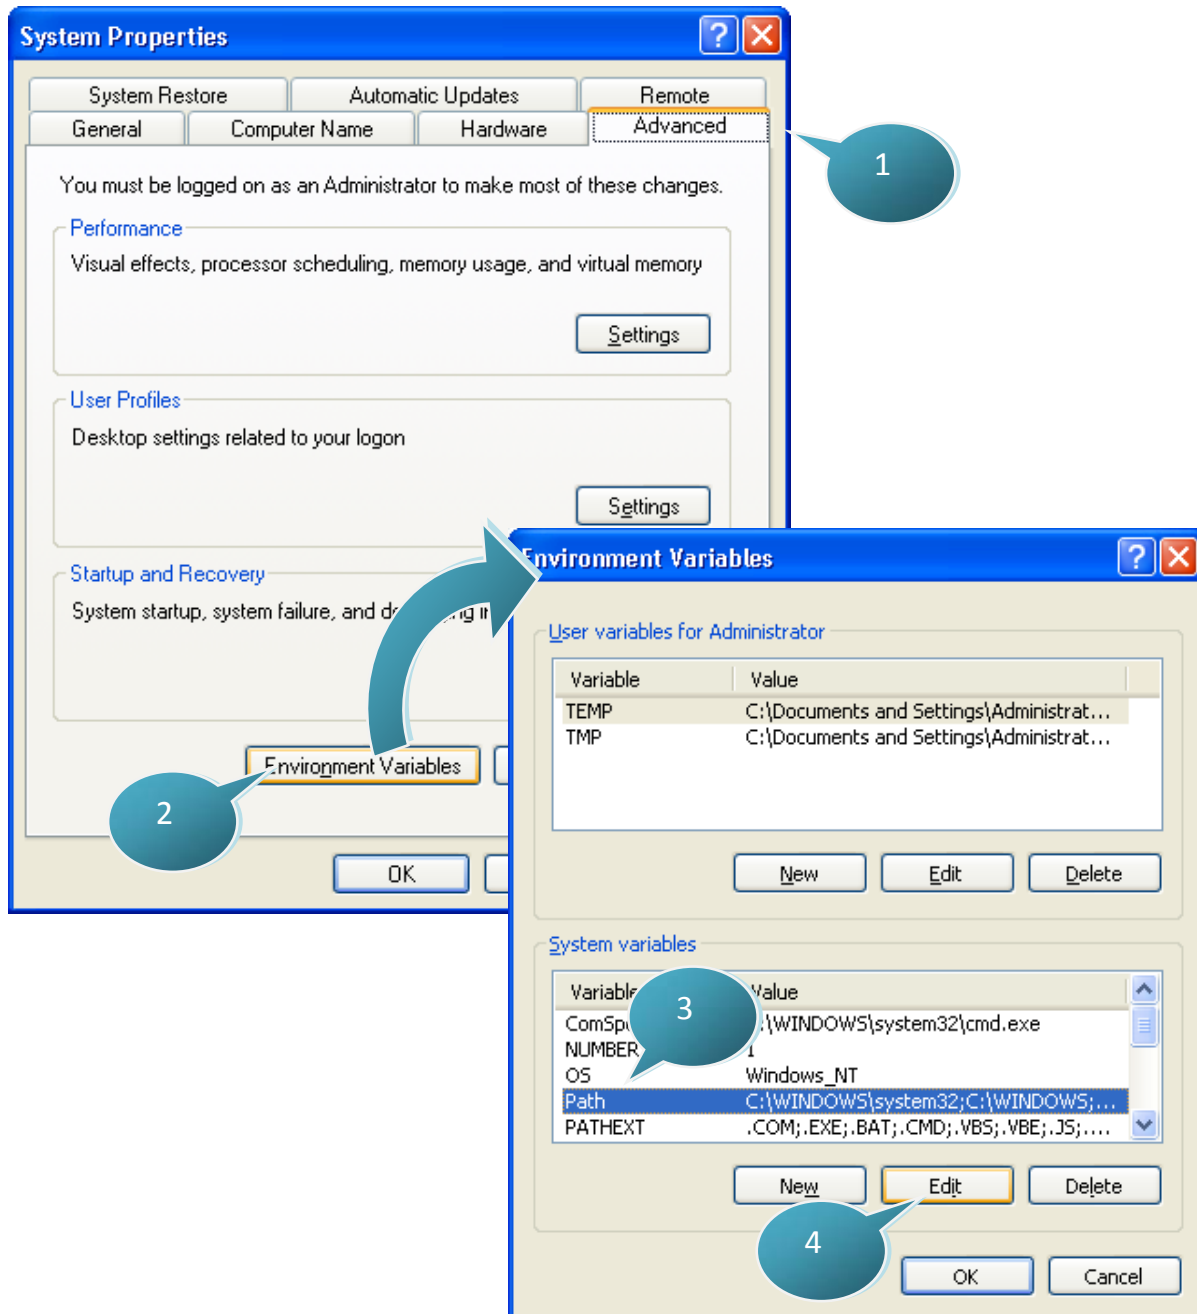 System Properties
System Restore
Automatic Updates
Remote
General
Computer Name
Hardware
Advanced
1
You must be logged on as an Administrator to make most of these changes.
Performance
Visual effects, processor scheduling, memory usage, and virtual memory
Settings
User Profiles
Desktop settings related to your logon
Settings
Startup and Recovery
System startup, system failure, and
Environment Variables
2
OK
Environment Variables
User variables for Administrator
Variable Value
TEMP C:\Documents and Settings\Administrat...
TMP C:\Documents and Settings\Administrat...
New Edit Delete
System variables
Variable Value
3
:\WINDOWS\system32\cmd.exe
NUMBER 1
OS Windows_NT
Path C:\WINDOWS\system32;C:\WINDOWS;...
PATHEXT .COM;.EXE;.BAT;.CMD;.VBS;.VBE;.JS;....
New Edit Delete
4
OK Cancel